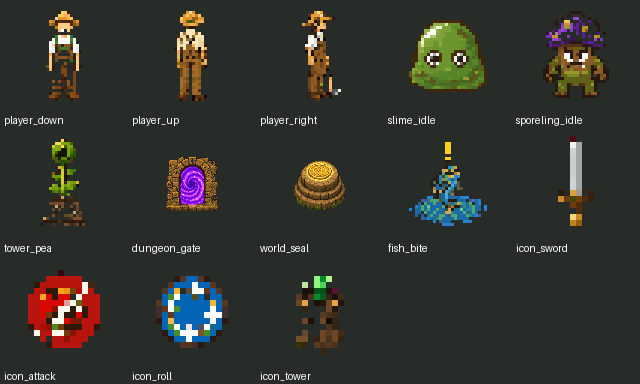 player_down player_up player_right slime_idle sporeling_idle
tower_pea dungeon_gate world_seal fish_bite icon_sword
icon_attack icon_roll icon_tower